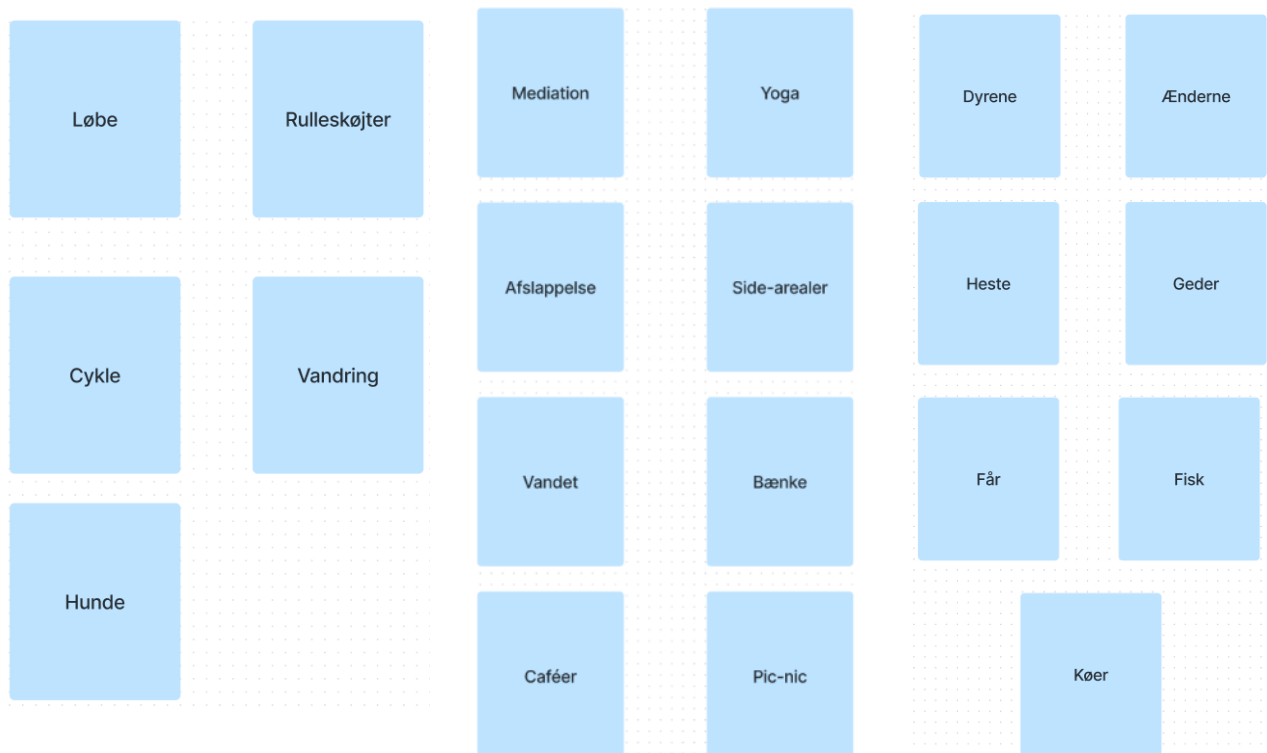 Løbe
Rulleskøjter
Cykle
Vandring
Hunde
Mediation
Yoga
Afslappelse
Side-arealer
Vandet
Bænke
Caféer
Pic-nic
Dyrene
Ænderne
Heste
Geder
Får
Fisk
Køer